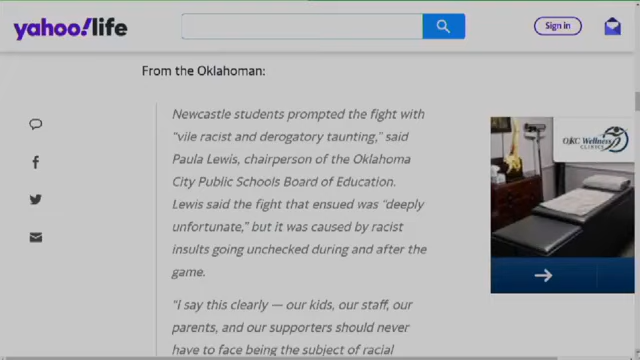 yahoo!life
Sign in
From the Oklahoman:
Newcastle students prompted the fight with
“vile racist and derogatory taunting,” said
Paula Lewis, chairperson of the Oklahoma
City Public Schools Board of Education.
Lewis said the fight that ensued was “deeply
unfortunate,” but it was caused by racist
insults going unchecked during and after the
game.
“I say this clearly — our kids, our staff, our
parents, and our supporters should never
have to face being the subject of racial
OKC Wellness
CLINIC